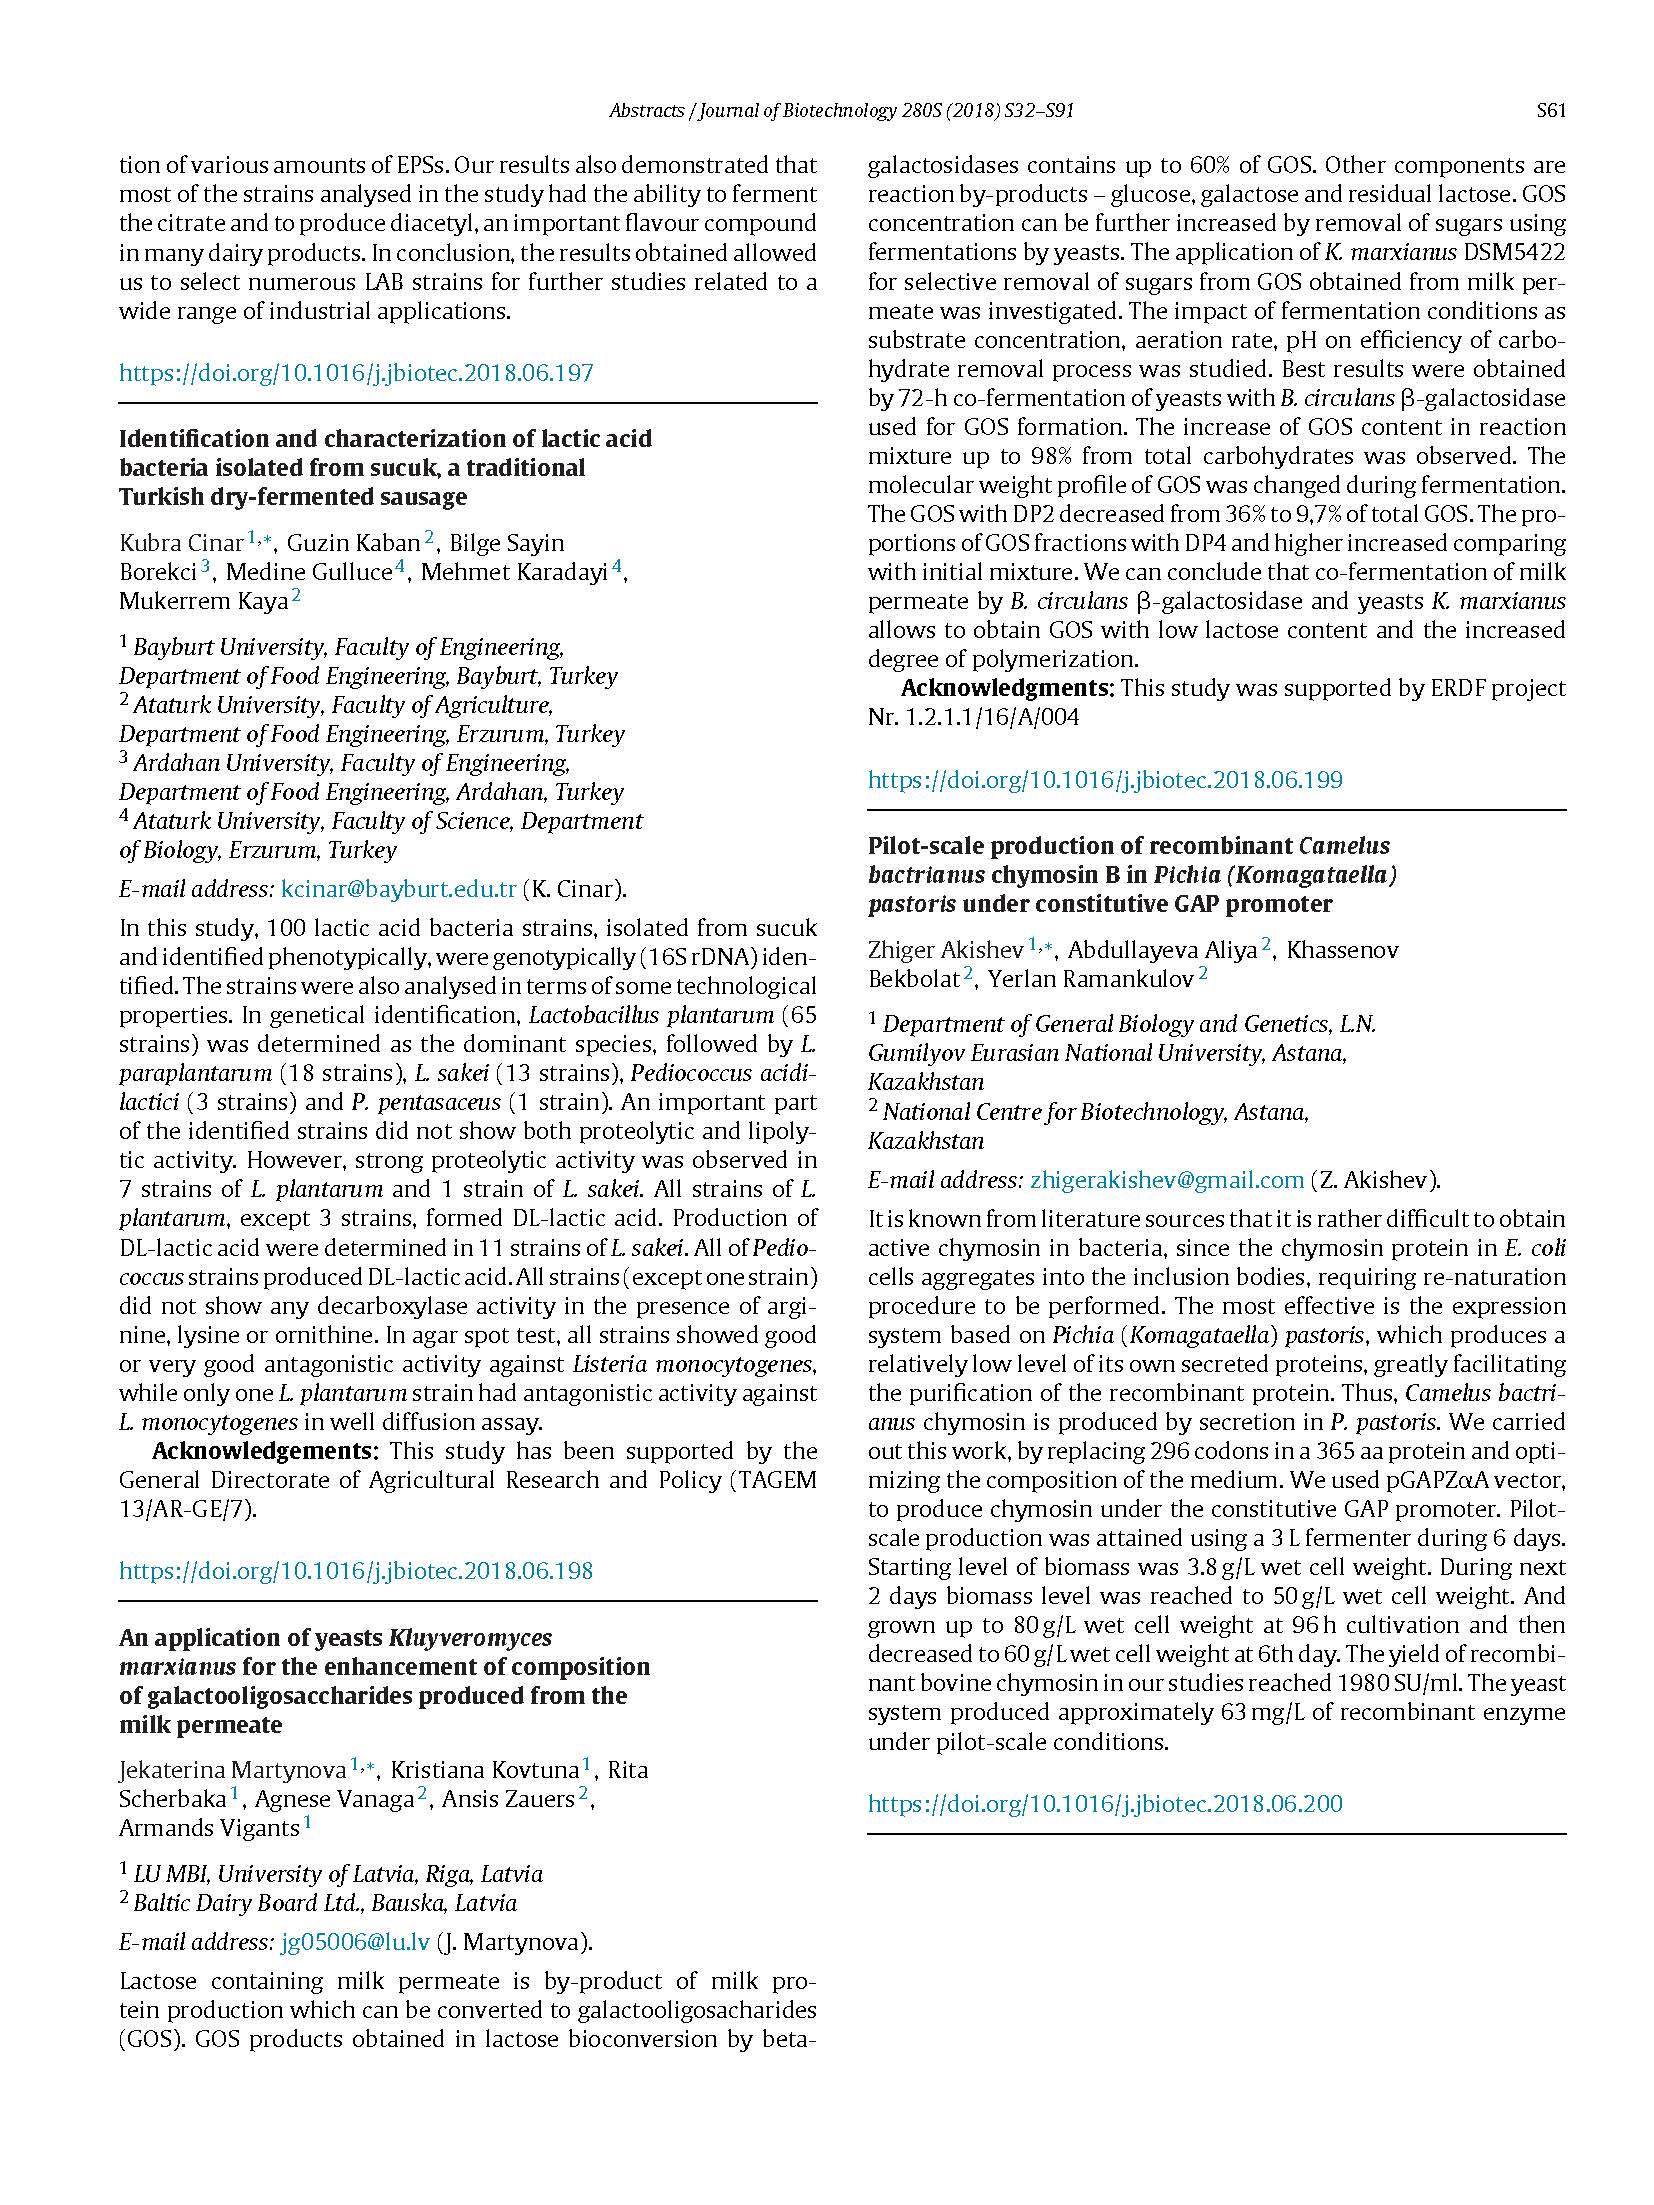 Abstracts / Journal of Biotechnology 280S (2018) S32–S91
S61
tion of various amounts of EPSs. Our results also demonstrated that
most of the strains analysed in the study had the ability to ferment
the citrate and to produce diacetyl, an important flavour compound
in many dairy products. In conclusion, the results obtained allowed
us to select numerous LAB strains for further studies related to a
wide range of industrial applications.
https://doi.org/10.1016/j.jbiotec.2018.06.197
Identification and characterization of lactic acid
bacteria isolated from sucuk, a traditional
Turkish dry-fermented sausage
Kubra Cinar 1,*, Guzin Kaban 2, Bilge Sayin
Borekci 3, Medine Gulluce 4, Mehmet Karadayi 4,
Mukerrem Kaya 2
1 Bayburt University, Faculty of Engineering,
Department of Food Engineering, Bayburt, Turkey
2 Ataturk University, Faculty of Agriculture,
Department of Food Engineering, Erzurum, Turkey
3 Ardahan University, Faculty of Engineering,
Department of Food Engineering, Ardahan, Turkey
4 Ataturk University, Faculty of Science, Department
of Biology, Erzurum, Turkey
E-mail address: kcinar@bayburt.edu.tr (K. Cinar).
In this study, 100 lactic acid bacteria strains, isolated from sucuk
and identified phenotypically, were genotypically (16S rDNA) iden-
tified. The strains were also analysed in terms of some technological
properties. In genetical identification, Lactobacillus plantarum (65
strains) was determined as the dominant species, followed by L.
paraplantarum (18 strains), L. sakei (13 strains), Pediococcus acidi-
lactici (3 strains) and P. pentasaceus (1 strain). An important part
of the identified strains did not show both proteolytic and lipoly-
tic activity. However, strong proteolytic activity was observed in
7 strains of L. plantarum and 1 strain of L. sakei. All strains of L.
plantarum, except 3 strains, formed DL-lactic acid. Production of
DL-lactic acid were determined in 11 strains of L. sakei. All of Pedio-
coccus strains produced DL-lactic acid. All strains (except one strain)
did not show any decarboxylase activity in the presence of argi-
nine, lysine or ornithine. In agar spot test, all strains showed good
or very good antagonistic activity against Listeria monocytogenes,
while only one L. plantarum strain had antagonistic activity against
L. monocytogenes in well diffusion assay.
Acknowledgements: This study has been supported by the
General Directorate of Agricultural Research and Policy (TAGEM
13/AR-GE/7).
https://doi.org/10.1016/j.jbiotec.2018.06.198
An application of yeasts Kluyveromyces
marxianus for the enhancement of composition
of galactooligosaccharides produced from the
milk permeate
Jekaterina Martynova 1,*, Kristiana Kovtuna 1, Rita
Scherbaka 1, Agnese Vanaga 2, Ansis Zauers 2,
Armands Vigants 1
1 LU MBI, University of Latvia, Riga, Latvia
2 Baltic Dairy Board Ltd., Bauska, Latvia
E-mail address: jg05006@lu.lv (J. Martynova).
Lactose containing milk permeate is by-product of milk pro-
tein production which can be converted to galactooligosacharides
(GOS). GOS products obtained in lactose bioconversion by beta-
galactosidases contains up to 60% of GOS. Other components are
reaction by-products – glucose, galactose and residual lactose. GOS
concentration can be further increased by removal of sugars using
fermentations by yeasts. The application of K. marxianus DSM5422
for selective removal of sugars from GOS obtained from milk per-
meate was investigated. The impact of fermentation conditions as
substrate concentration, aeration rate, pH on efficiency of carbo-
hydrate removal process was studied. Best results were obtained
by 72-h co-fermentation of yeasts with B. circulans β-galactosidase
used for GOS formation. The increase of GOS content in reaction
mixture up to 98% from total carbohydrates was observed. The
molecular weight profile of GOS was changed during fermentation.
The GOS with DP2 decreased from 36% to 9,7% of total GOS. The pro-
portions of GOS fractions with DP4 and higher increased comparing
with initial mixture. We can conclude that co-fermentation of milk
permeate by B. circulans β-galactosidase and yeasts K. marxianus
allows to obtain GOS with low lactose content and the increased
degree of polymerization.
Acknowledgments: This study was supported by ERDF project
Nr. 1.2.1.1/16/A/004
https://doi.org/10.1016/j.jbiotec.2018.06.199
Pilot-scale production of recombinant Camelus
bactrianus chymosin B in Pichia (Komagataella)
pastoris under constitutive GAP promoter
Zhiger Akishev 1,*, Abdullayeva Aliya 2, Khassenov
Bekbolat 2, Yerlan Ramankulov 2
1 Department of General Biology and Genetics, L.N.
Gumilyov Eurasian National University, Astana,
Kazakhstan
2 National Centre for Biotechnology, Astana,
Kazakhstan
E-mail address: zhigerakishev@gmail.com (Z. Akishev).
It is known from literature sources that it is rather difficult to obtain
active chymosin in bacteria, since the chymosin protein in E. coli
cells aggregates into the inclusion bodies, requiring re-naturation
procedure to be performed. The most effective is the expression
system based on Pichia (Komagataella) pastoris, which produces a
relatively low level of its own secreted proteins, greatly facilitating
the purification of the recombinant protein. Thus, Camelus bactri-
anus chymosin is produced by secretion in P. pastoris. We carried
out this work, by replacing 296 codons in a 365 aa protein and opti-
mizing the composition of the medium. We used pGAPZαA vector,
to produce chymosin under the constitutive GAP promoter. Pilot-
scale production was attained using a 3 L fermenter during 6 days.
Starting level of biomass was 3.8 g/L wet cell weight. During next
2 days biomass level was reached to 50 g/L wet cell weight. And
grown up to 80 g/L wet cell weight at 96 h cultivation and then
decreased to 60 g/L wet cell weight at 6th day. The yield of recombi-
nant bovine chymosin in our studies reached 1980 SU/ml. The yeast
system produced approximately 63 mg/L of recombinant enzyme
under pilot-scale conditions.
https://doi.org/10.1016/j.jbiotec.2018.06.200